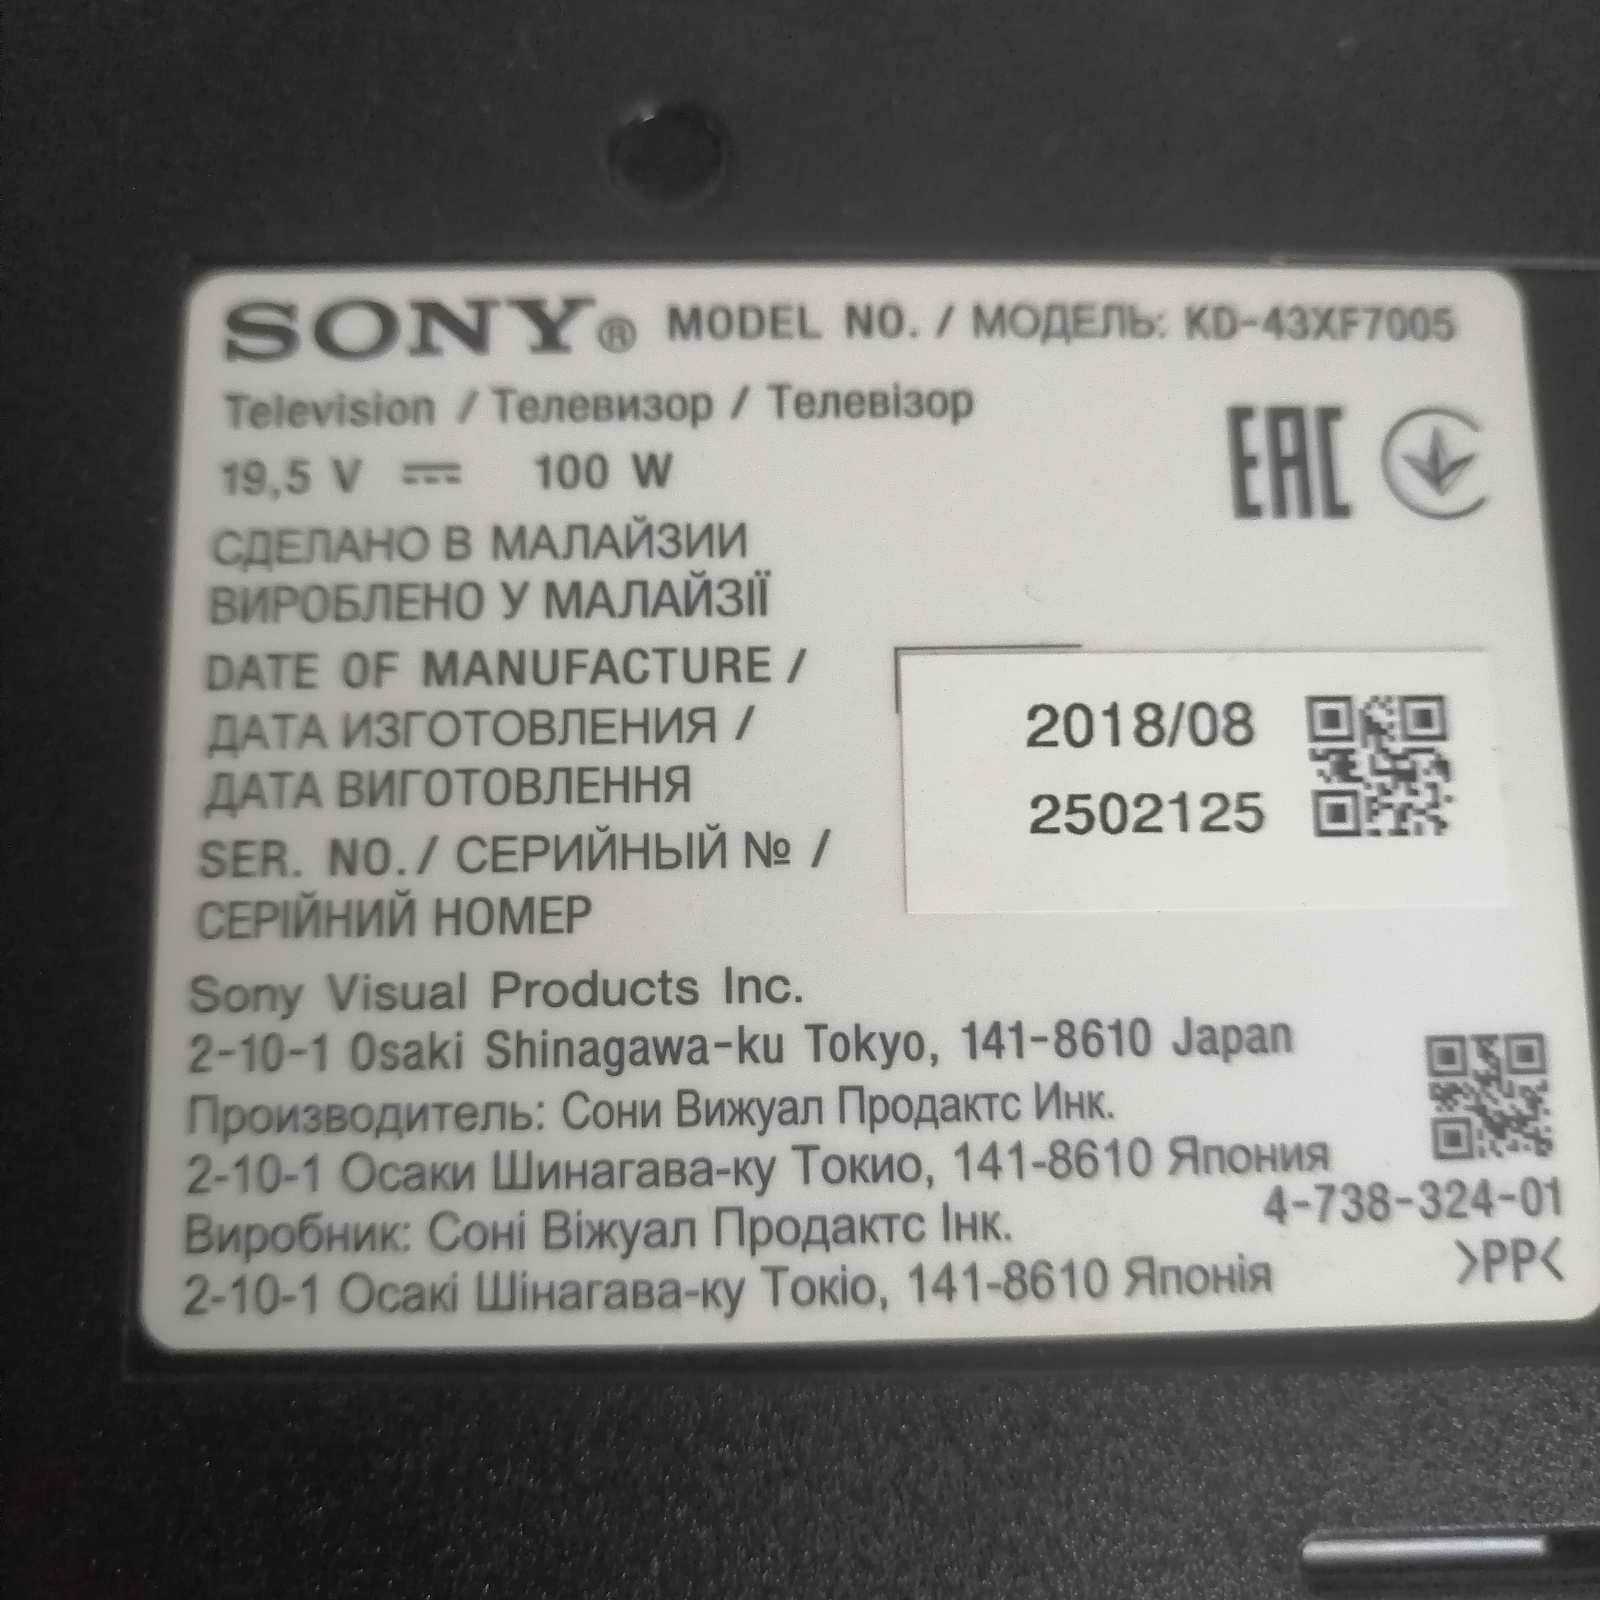 SONY® MODEL NO. / МОДЕЛЬ: KD-43XF7005
Television / Телевизор / Телевізор
19,5 V ⎓ 100 W
EAC
СДЕЛАНО В МАЛАЙЗИИ
ВИРОБЛЕНО У МАЛАЙЗІЇ
DATE OF MANUFACTURE /
ДАТА ИЗГОТОВЛЕНИЯ /
ДАТА ВИГОТОВЛЕННЯ
2018/08
SER. NO. / СЕРИЙНЫЙ № /
СЕРІЙНИЙ НОМЕР
2502125
Sony Visual Products Inc.
2-10-1 Osaki Shinagawa-ku Tokyo, 141-8610 Japan
Производитель: Сони Вижуал Продактс Инк.
2-10-1 Осаки Шинагава-ку Токио, 141-8610 Япония
Виробник: Соні Віжуал Продактс Інк.
2-10-1 Осакі Шінагава-ку Токіо, 141-8610 Японія
4-738-324-01
>PP<